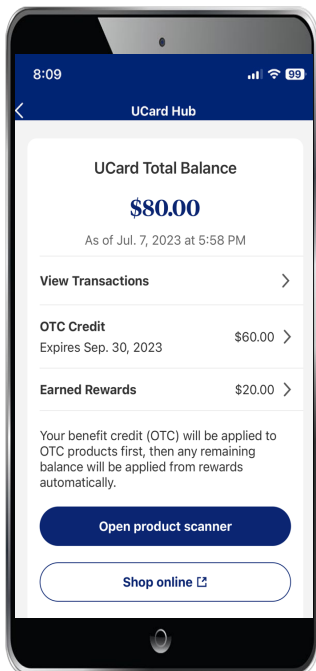 8:09
99
UCard Hub
UCard Total Balance
$80.00
As of Jul. 7, 2023 at 5:58 PM
View Transactions
OTC Credit
$60.00
Expires Sep. 30, 2023
Earned Rewards
$20.00
Your benefit credit (OTC) will be applied to
OTC products first, then any remaining
balance will be applied from rewards
automatically.
Open product scanner
Shop online